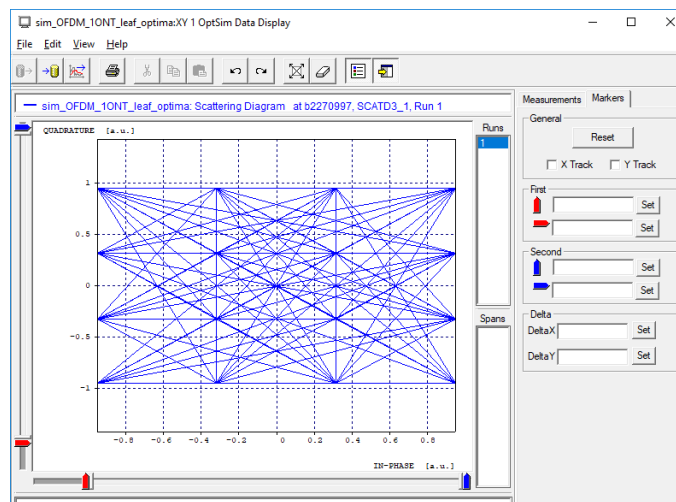 sim_OFDM_1ONT_leaf_optima:XY 1 OptSim Data Display
File Edit View Help
sim_OFDM_1ONT_leaf_optima: Scattering Diagram at b2270997, SCATD3_1, Run 1
QUADRATURE [a.u.]
1
0.5
0
-0.5
-1
-0.8 -0.6 -0.4 -0.2 0 0.2 0.4 0.6 0.8
IN-PHASE [a.u.]
Runs
1
Spans
Measurements Markers
General
Reset
X Track Y Track
First
Set
Set
Second
Set
Set
Delta
DeltaX Set
DeltaY Set